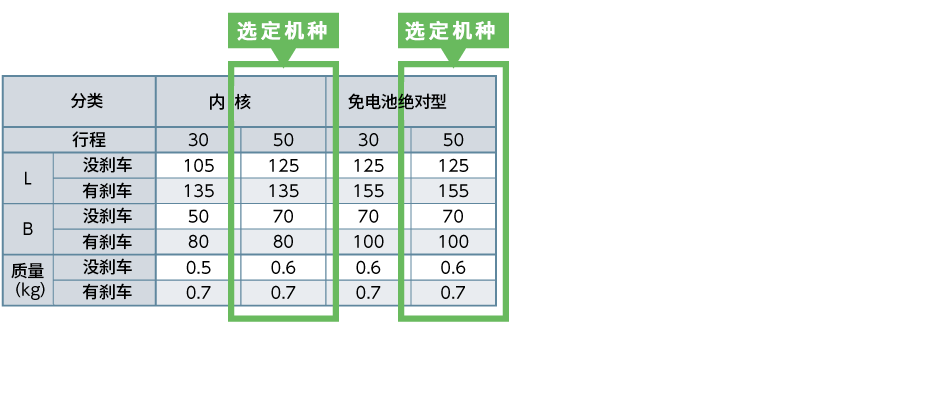 选定机种 选定机种
分类 内 核 免电池绝对型
行程 30 50 30 50
L 没刹车 105 125 125 125
有刹车 135 135 155 155
B 没刹车 50 70 70 70
有刹车 80 80 100 100
质量(kg) 没刹车 0.5 0.6 0.6 0.6
有刹车 0.7 0.7 0.7 0.7